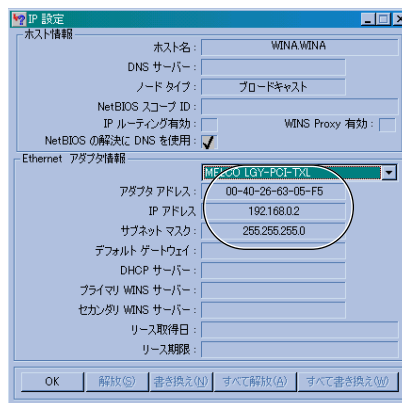 IP 設定
ホスト情報
ホスト名 : WINA.WINA
DNS サーバー :
ノード タイプ : ブロードキャスト
NetBIOS スコープ ID :
IP ルーティング有効 : WINS Proxy 有効 :
NetBIOS の解決に DNS を使用 :
Ethernet アダプタ情報
MELCO LGY-PCI-TXL
アダプタ アドレス : 00-40-26-63-05-F5
IP アドレス 192.168.0.2
サブネット マスク : 255.255.255.0
デフォルト ゲートウェイ :
DHCP サーバー :
プライマリ WINS サーバー :
セカンダリ WINS サーバー :
リース取得日 :
リース期限 :
OK 解放(S) 書き換え(N) すべて解放(A) すべて書き換え(W)